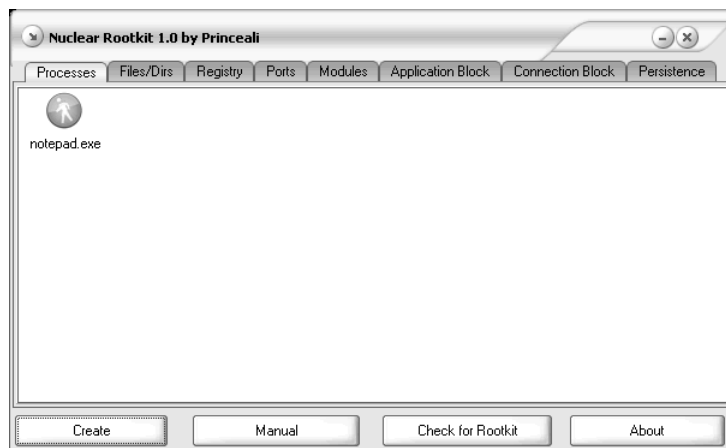 Nuclear Rootkit 1.0 by Princeali
Processes Files/Dirs Registry Ports Modules Application Block Connection Block Persistence
notepad.exe
Create Manual Check for Rootkit About